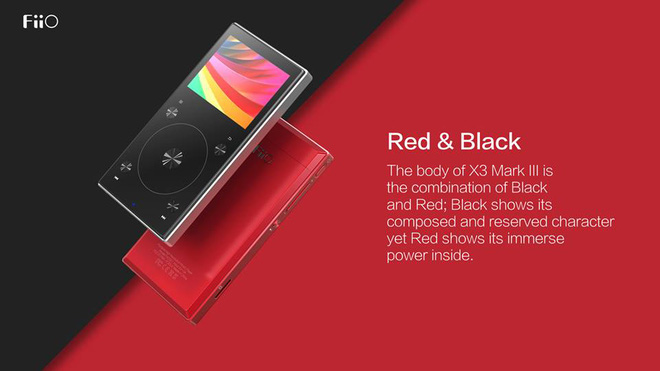 FiiO
Red & Black
The body of X3 Mark III is
the combination of Black
and Red; Black shows its
composed and reserved character
yet Red shows its immerse
power inside.